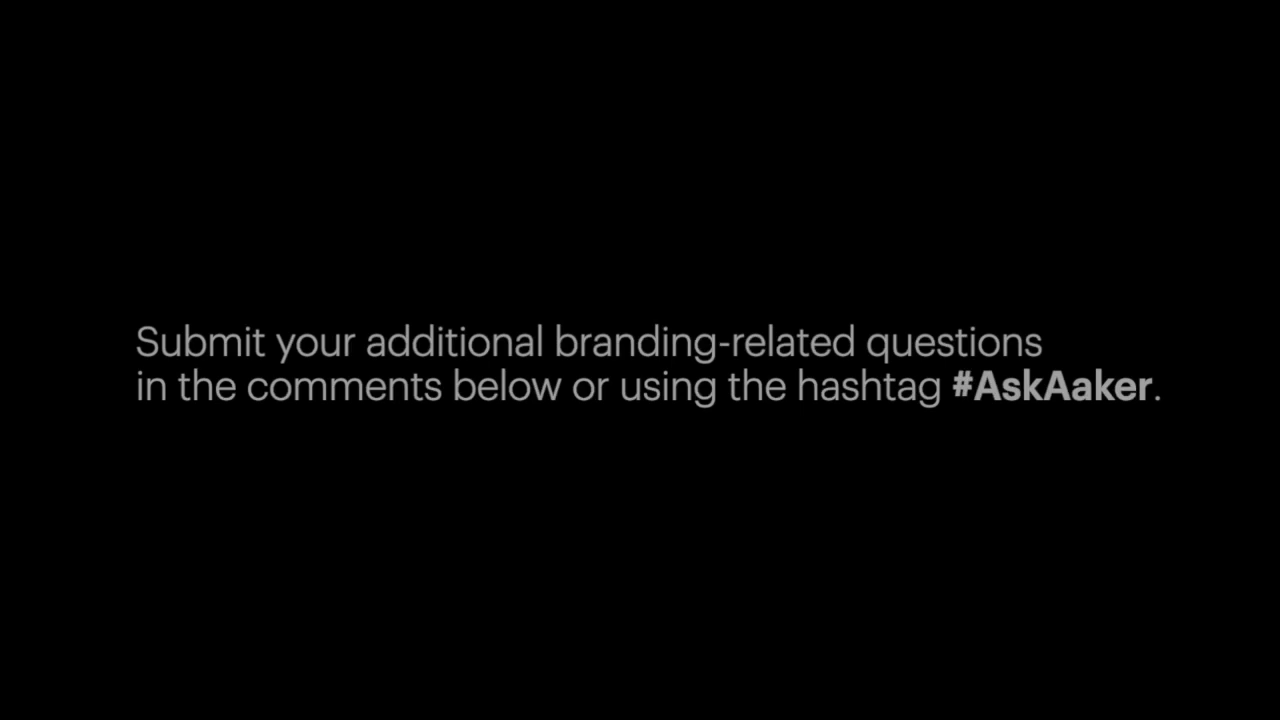 Submit your additional branding-related questions
in the comments below or using the hashtag #AskAaker.